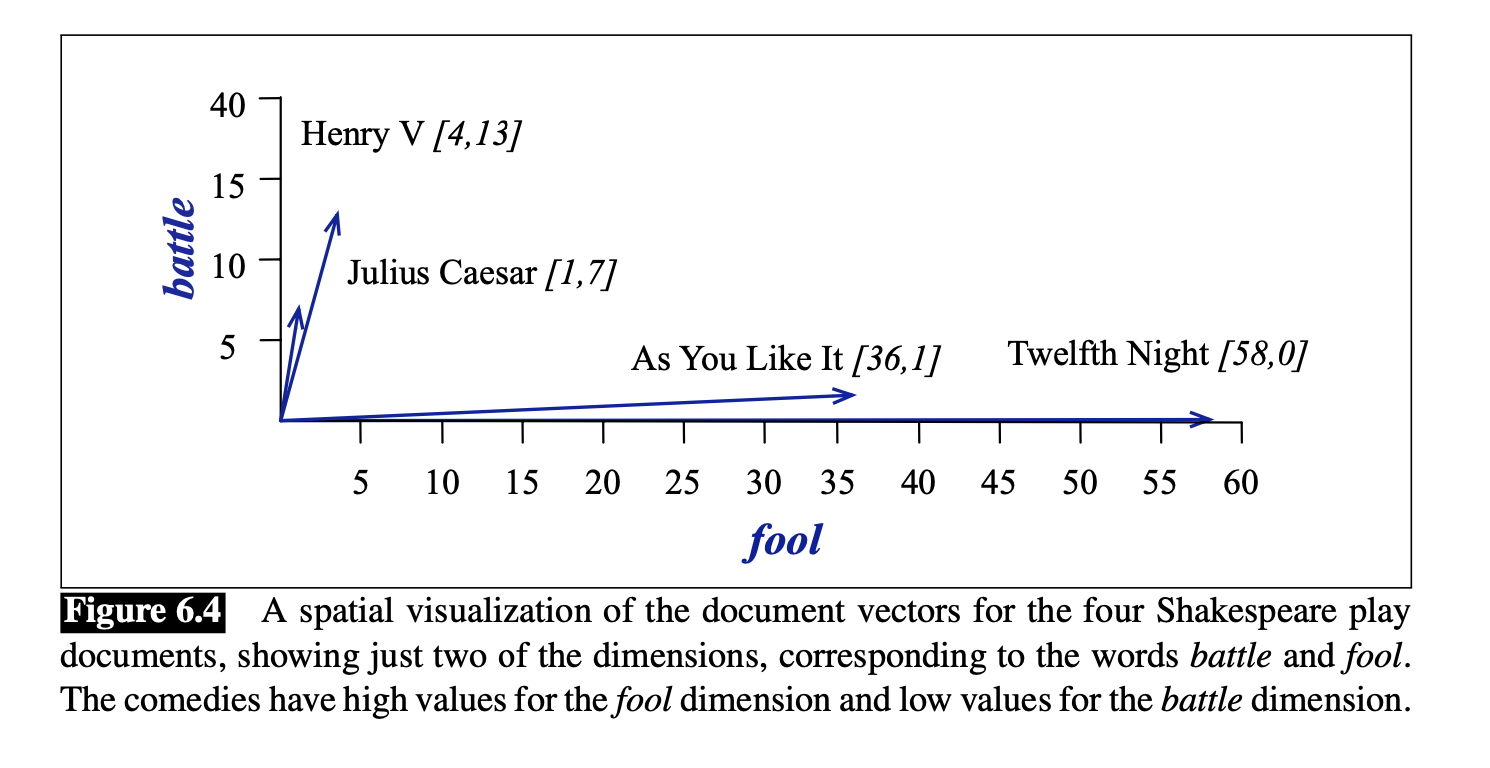 40
Henry V [4,13]
15
battle
10
Julius Caesar [1,7]
5
As You Like It [36,1]
Twelfth Night [58,0]
5 10 15 20 25 30 35 40 45 50 55 60
fool
Figure 6.4 A spatial visualization of the document vectors for the four Shakespeare play
documents, showing just two of the dimensions, corresponding to the words battle and fool.
The comedies have high values for the fool dimension and low values for the battle dimension.